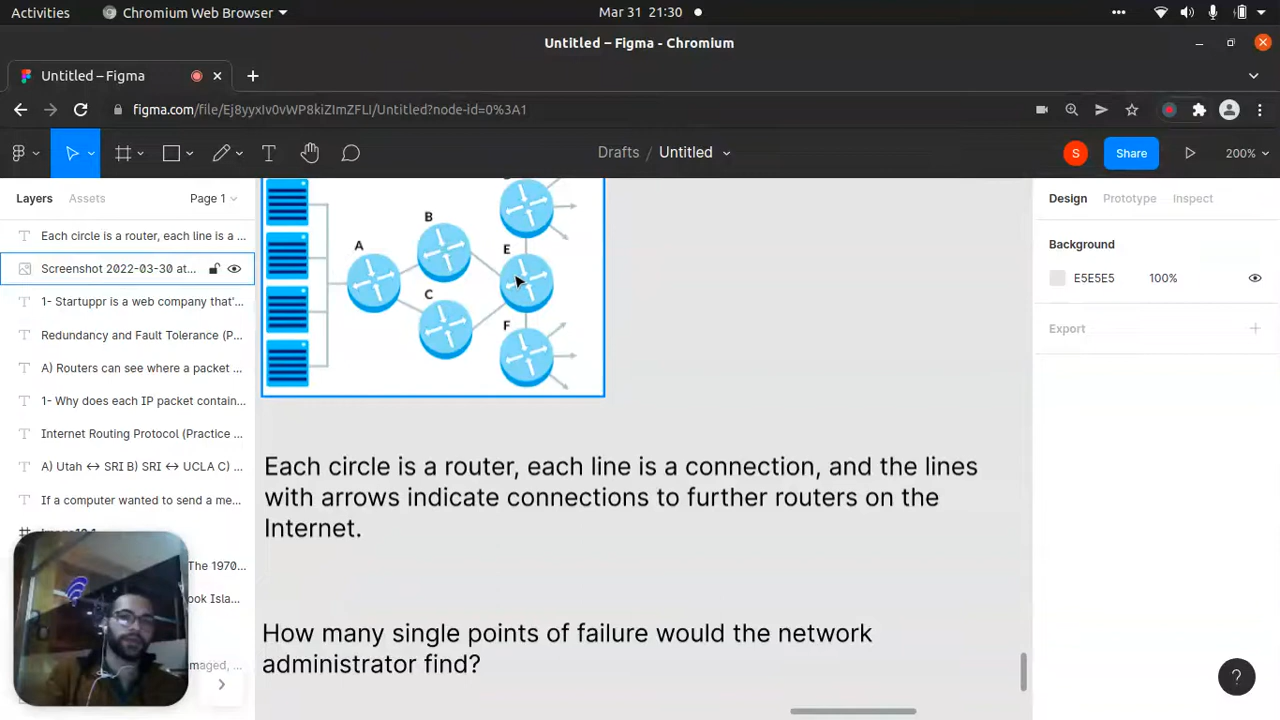 Activities
Chromium Web Browser
Mar 31 21:30
Untitled – Figma - Chromium
Untitled – Figma
figma.com/file/Ej8yyxIv0vWP8kiZImZFLI/Untitled?node-id=0%3A1
Drafts / Untitled
S
Share
200%
Layers
Assets
Page 1
Each circle is a router, each line is a ...
Screenshot 2022-03-30 at...
1- Startuppr is a web company that'...
Redundancy and Fault Tolerance (P...
A) Routers can see where a packet
1- Why does each IP packet contain...
Internet Routing Protocol (Practice ...
A) Utah <-> SRI B) SRI <-> UCLA C) ...
If a computer wanted to send a me...
The 1970...
ook Isla...
maged, ...
A
B
C
E
F
Each circle is a router, each line is a connection, and the lines
with arrows indicate connections to further routers on the
Internet.
How many single points of failure would the network
administrator find?
Design
Prototype
Inspect
Background
E5E5E5
100%
Export
?